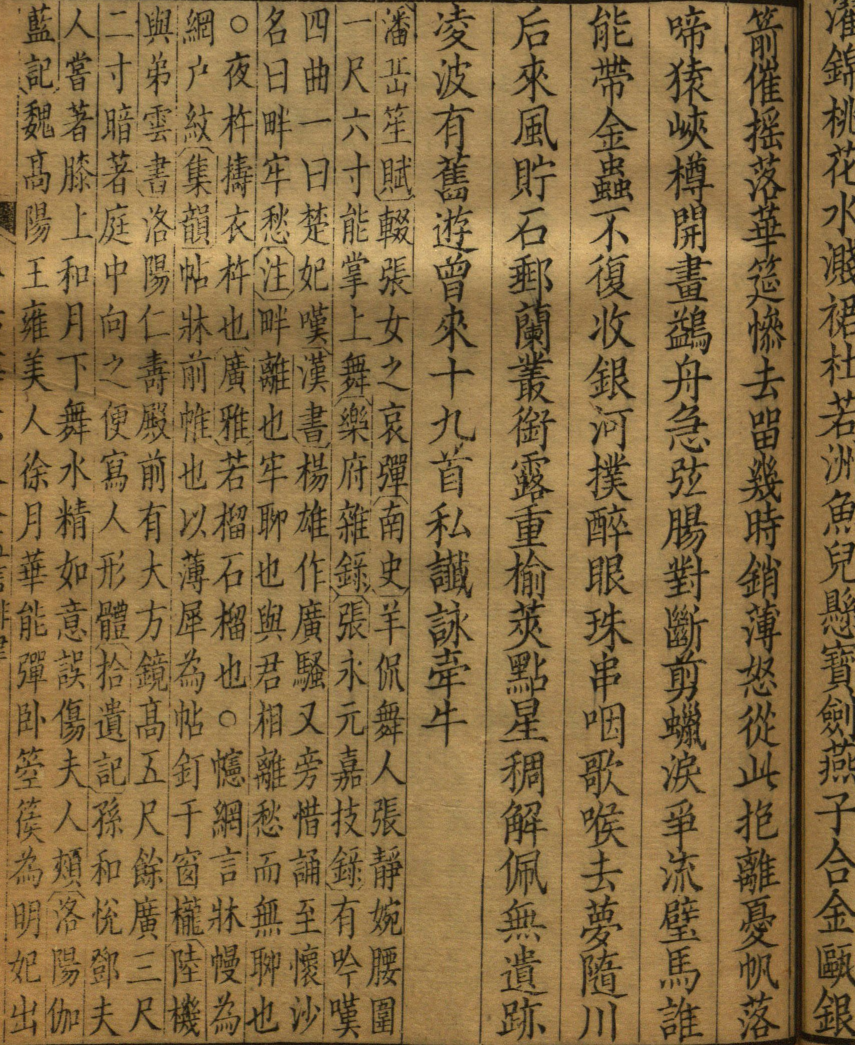 濯錦桃花水濺裙杜若洲魚兒懸寶劍燕子合金甌銀
箭催摇落華筵慘去留幾時銷薄怒從此抱離憂帆落
啼猿峽樽開畫鷁舟急弦腸對斷剪蠟淚爭流璧馬誰
能帶金蟲不復收銀河撲醉眼珠串咽歌喉去夢隨川
后來風貯石郵蘭叢銜露重榆莢點星稠解佩無遺跡
凌波有舊遊曾來十九首私讖詠牽牛
潘岳笙賦輟張女之哀彈南史羊侃舞人張靜婉腰圍
一尺六寸能掌上舞樂府雜錄張永元嘉技錄有吟嘆
四曲一曰楚妃嘆漢書楊雄作廣騷又旁惜誦至懷沙
名曰畔牢愁注畔離也牢聊也與君相離愁而無聊也
○夜杵擣衣杵也廣雅若榴石榴也○幰網言牀幔為
網户紋集韻帖牀前帷也以薄犀為帖釘于窗櫳陸機
與弟雲書洛陽仁壽殿前有大方鏡高五尺餘廣三尺
二寸暗著庭中向之便寫人形體拾遺記孫和悅鄧夫
人嘗著膝上和月下舞水精如意誤傷夫人頰洛陽伽
藍記魏高陽王雍美人徐月華能彈卧箜篌為明妃出